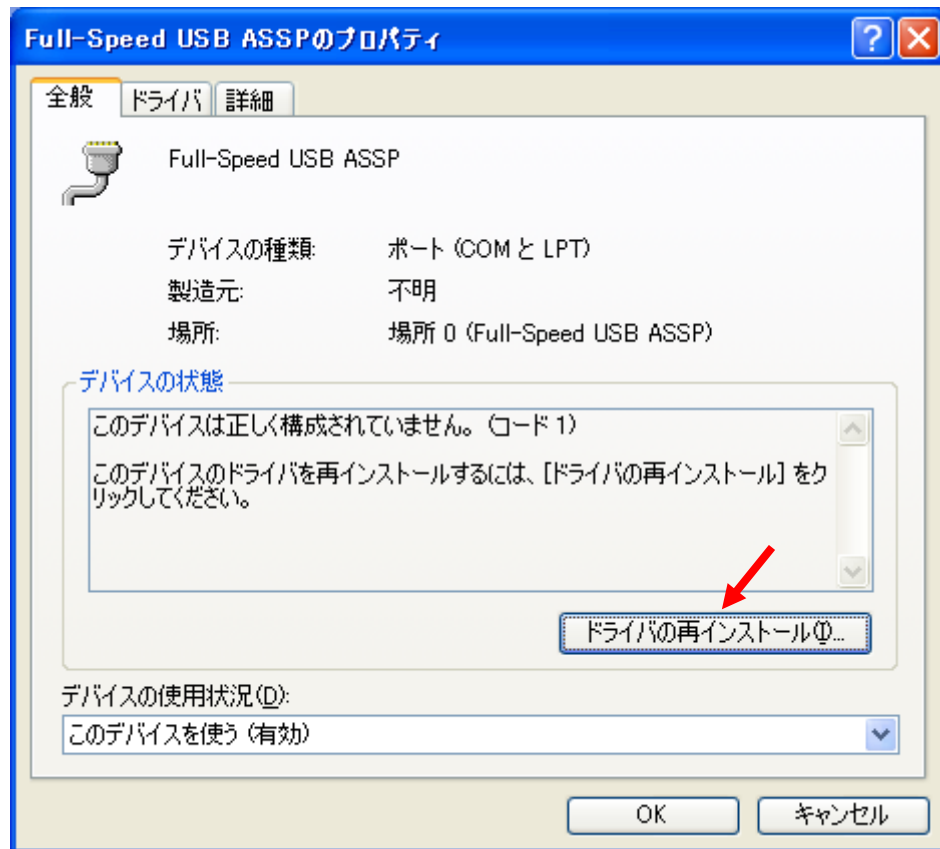 Full-Speed USB ASSPのプロパティ
全般 ドライバ 詳細
Full-Speed USB ASSP
デバイスの種類: ポート (COM と LPT)
製造元: 不明
場所: 場所 0 (Full-Speed USB ASSP)
デバイスの状態
このデバイスは正しく構成されていません。 (コード 1)
このデバイスのドライバを再インストールするには、[ドライバの再インストール] をク
リックしてください。
ドライバの再インストール(I)...
デバイスの使用状況(D):
このデバイスを使う (有効)
OK キャンセル